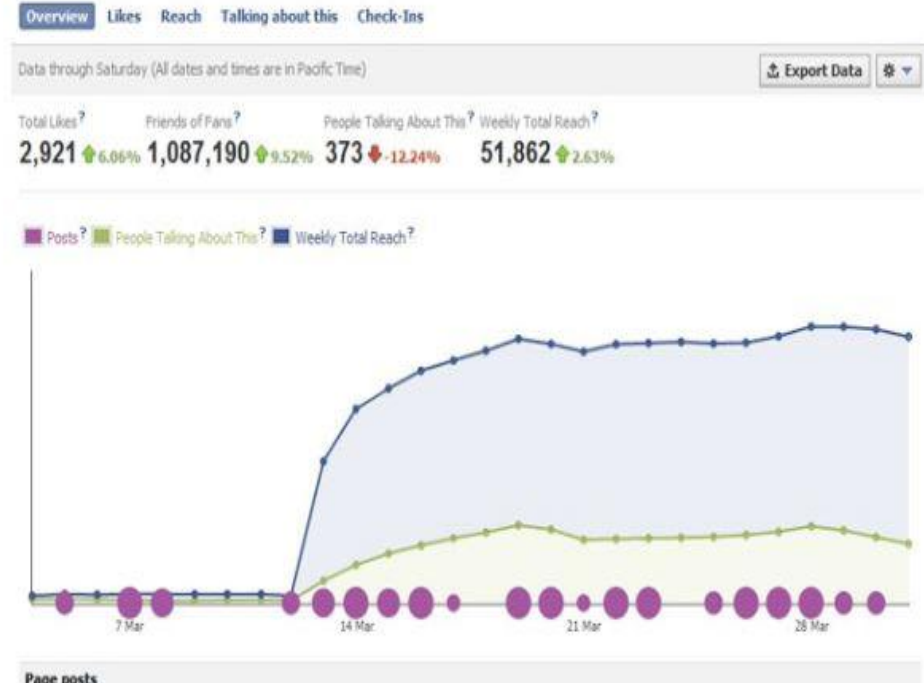 Overview Likes Reach Talking about this Check-Ins
Data through Saturday (All dates and times are in Pacific Time) Export Data
Total Likes? Friends of Fans? People Talking About This? Weekly Total Reach?
2,921 6.06% 1,087,190 9.52% 373 -12.24% 51,862 2.63%
Posts? People Talking About This? Weekly Total Reach?
7 Mar 14 Mar 21 Mar 28 Mar
Page posts